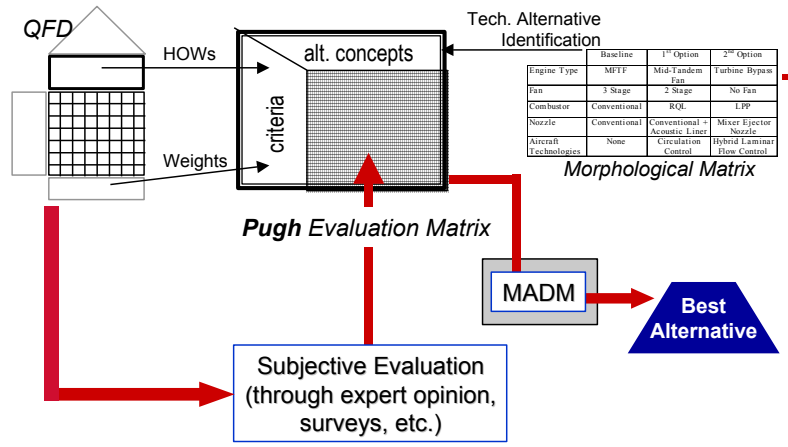 QFD
HOWs
Weights
alt. concepts
criteria
Pugh Evaluation Matrix
Tech. Alternative
Identification
Baseline 1st Option 2nd Option
Engine Type MFTF Mid-Tandem Turbine Bypass
Fan
Fan 3 Stage 2 Stage No Fan
Combustor Conventional RQL LPP
Nozzle Conventional Conventional + Mixer Ejector
Acoustic Liner Nozzle
Aircraft None Circulation Hybrid Laminar
Technologies Control Flow Control
Morphological Matrix
MADM
Best
Alternative
Subjective Evaluation
(through expert opinion,
surveys, etc.)